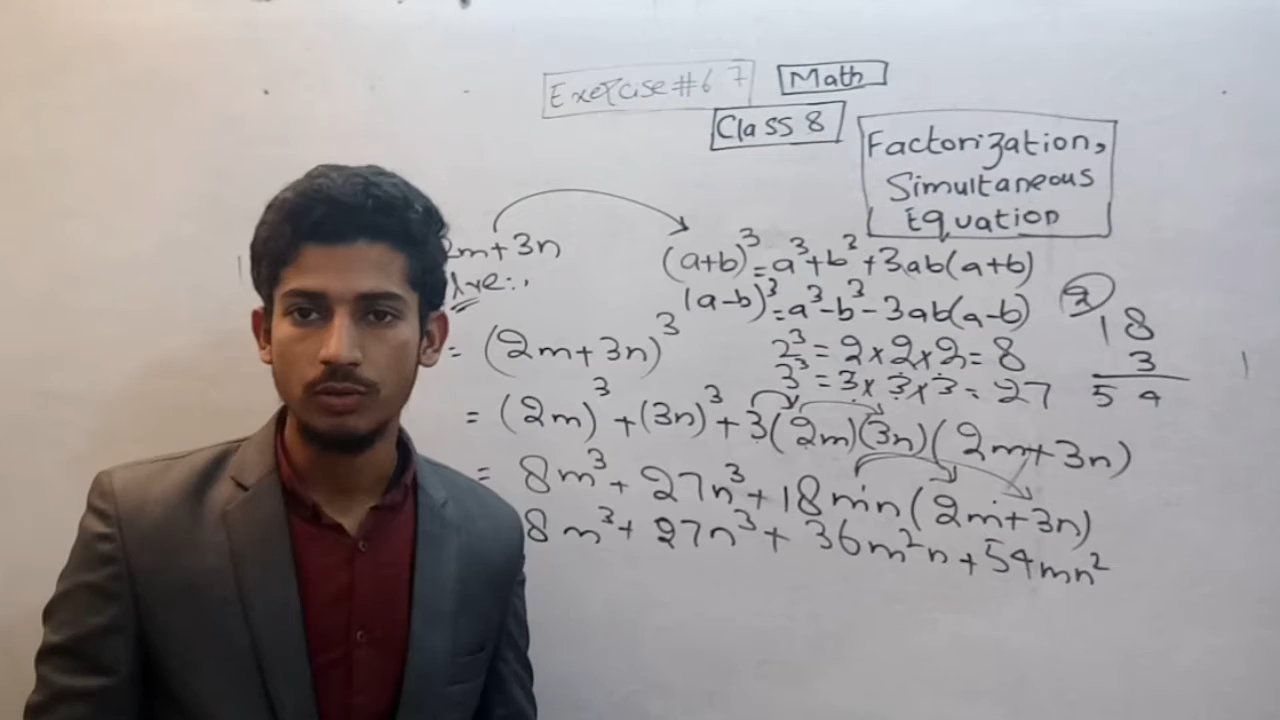 Exercise #6 7
Math
Class 8
Factorization,
Simultaneous
Equation
2m+3n
(a+b)³=a³+b³+3ab(a+b)
(a-b)³=a³-b³-3ab(a-b)
= (2m+3n)³
2³ = 2×2×2= 8
3³ = 3×3×3= 27
②
18
3
54
= (2m)³+(3n)³+3(2m)(3n)(2m+3n)
= 8m³+27n³+18mn(2m+3n)
8m³+27n³+36m²n+54mn²